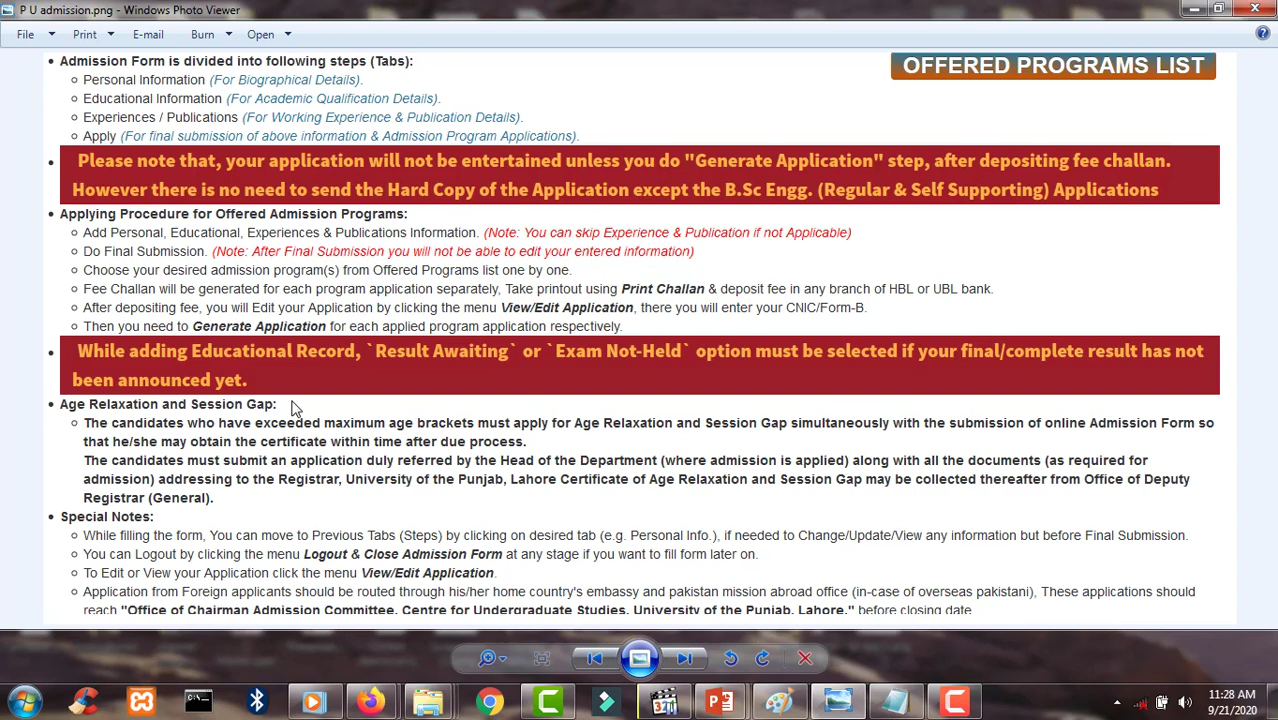 P U admission.png - Windows Photo Viewer
File Print E-mail Burn Open
OFFERED PROGRAMS LIST
Admission Form is divided into following steps (Tabs):
Personal Information (For Biographical Details).
Educational Information (For Academic Qualification Details).
Experiences / Publications (For Working Experience & Publication Details).
Apply (For final submission of above information & Admission Program Applications).
Please note that, your application will not be entertained unless you do "Generate Application" step, after depositing fee challan.
However there is no need to send the Hard Copy of the Application except the B.Sc Engg. (Regular & Self Supporting) Applications
Applying Procedure for Offered Admission Programs:
Add Personal, Educational, Experiences & Publications Information. (Note: You can skip Experience & Publication if not Applicable)
Do Final Submission. (Note: After Final Submission you will not be able to edit your entered information)
Choose your desired admission program(s) from Offered Programs list one by one.
Fee Challan will be generated for each program application separately, Take printout using Print Challan & deposit fee in any branch of HBL or UBL bank.
After depositing fee, you will Edit your Application by clicking the menu View/Edit Application, there you will enter your CNIC/Form-B.
Then you need to Generate Application for each applied program application respectively.
While adding Educational Record, `Result Awaiting` or `Exam Not-Held` option must be selected if your final/complete result has not
been announced yet.
Age Relaxation and Session Gap:
The candidates who have exceeded maximum age brackets must apply for Age Relaxation and Session Gap simultaneously with the submission of online Admission Form so
that he/she may obtain the certificate within time after due process.
The candidates must submit an application duly referred by the Head of the Department (where admission is applied) along with all the documents (as required for
admission) addressing to the Registrar, University of the Punjab, Lahore Certificate of Age Relaxation and Session Gap may be collected thereafter from Office of Deputy
Registrar (General).
Special Notes:
While filling the form, You can move to Previous Tabs (Steps) by clicking on desired tab (e.g. Personal Info.), if needed to Change/Update/View any information but before Final Submission.
You can Logout by clicking the menu Logout & Close Admission Form at any stage if you want to fill form later on.
To Edit or View your Application click the menu View/Edit Application.
Application from Foreign applicants should be routed through his/her home country's embassy and pakistan mission abroad office (in-case of overseas pakistani), These applications should
reach "Office of Chairman Admission Committee, Centre for Undergraduate Studies, University of the Punjab, Lahore." before closing date
11:28 AM
9/21/2020